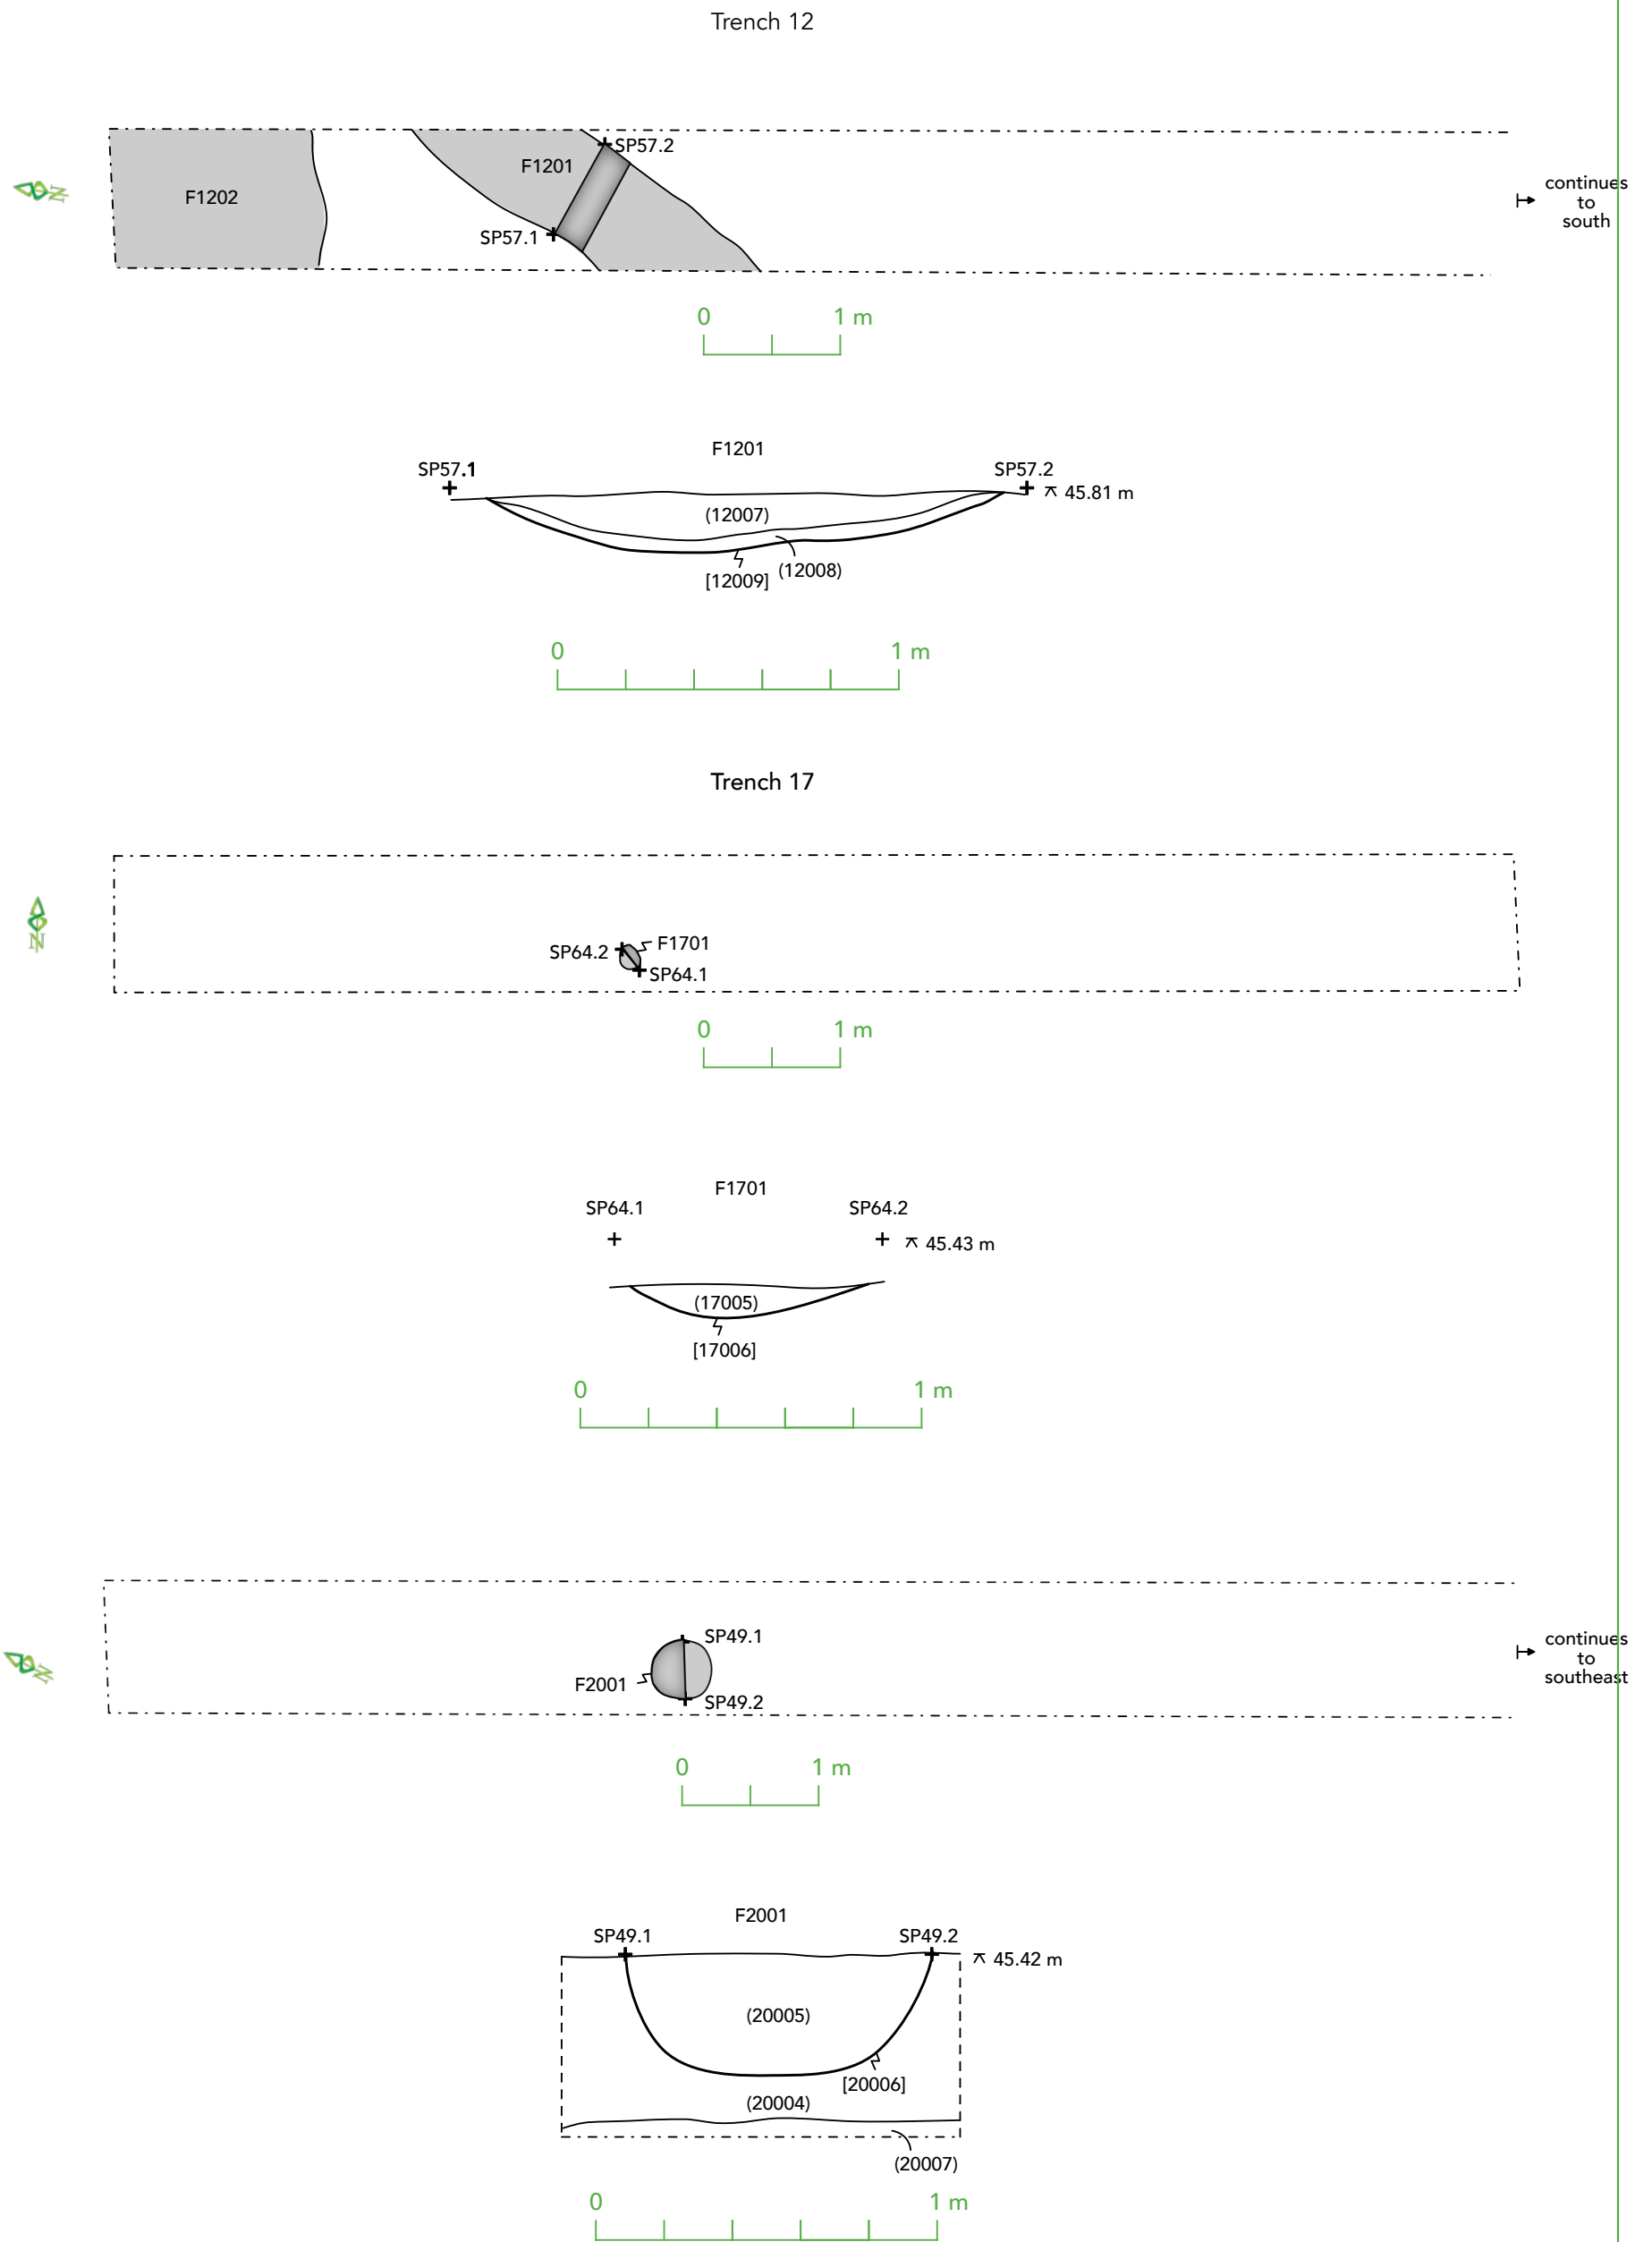 Trench 12
F1202
F1201
SP57.2
SP57.1
N
continues
to
south
0 1 m
F1201
SP57.1
SP57.2
45.81 m
(12007)
(12008)
[12009]
0 1 m
Trench 17
N
SP64.2
F1701
SP64.1
0 1 m
F1701
SP64.1
SP64.2
45.43 m
(17005)
[17006]
0 1 m
N
SP49.1
F2001
SP49.2
continues
to
southeast
0 1 m
F2001
SP49.1
SP49.2
45.42 m
(20005)
[20006]
(20004)
(20007)
0 1 m